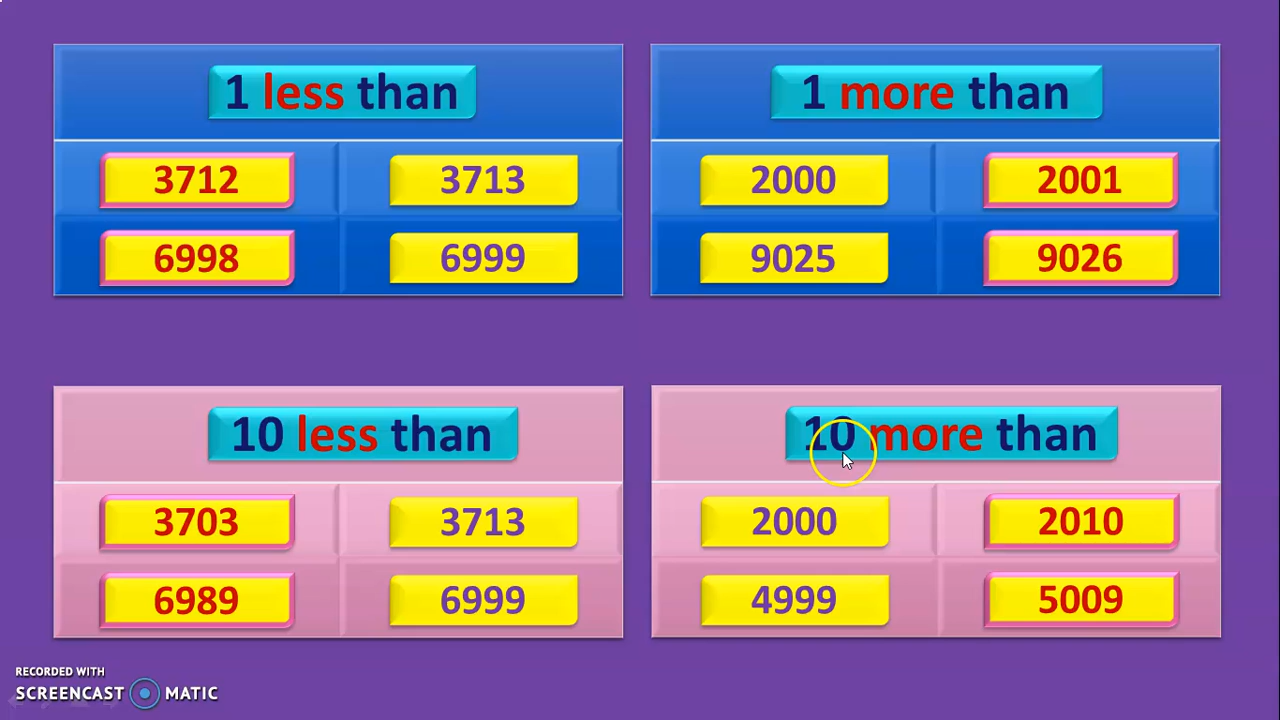 1 less than
3712 3713
6998 6999
1 more than
2000 2001
9025 9026
10 less than
3703 3713
6989 6999
10 more than
2000 2010
4999 5009
RECORDED WITH
SCREENCAST MATIC